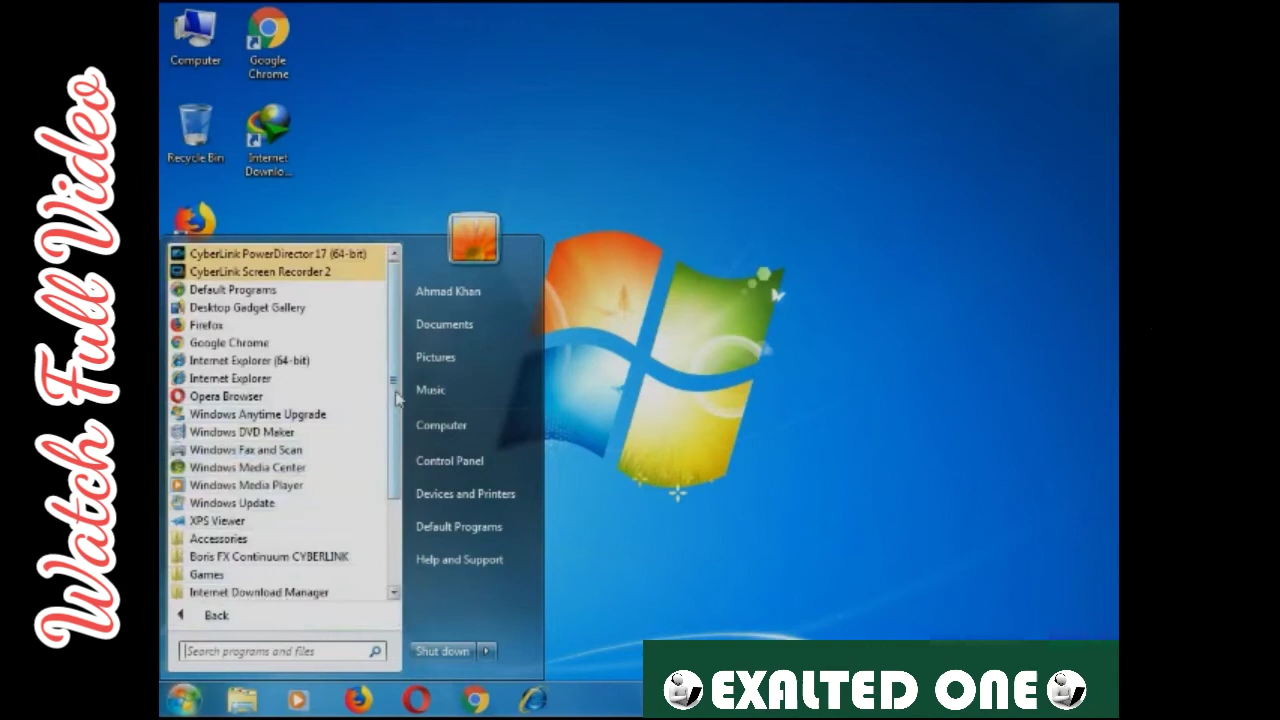 Watch Full Video
Computer
Google
Chrome
Recycle Bin
Internet
Downlo...
CyberLink PowerDirector 17 (64-bit)
CyberLink Screen Recorder 2
Default Programs
Desktop Gadget Gallery
Firefox
Google Chrome
Internet Explorer (64-bit)
Internet Explorer
Opera Browser
Windows Anytime Upgrade
Windows DVD Maker
Windows Fax and Scan
Windows Media Center
Windows Media Player
Windows Update
XPS Viewer
Accessories
Boris FX Continuum CYBERLINK
Games
Internet Download Manager
Back
Search programs and files
Ahmad Khan
Documents
Pictures
Music
Computer
Control Panel
Devices and Printers
Default Programs
Help and Support
Shut down
EXALTED ONE